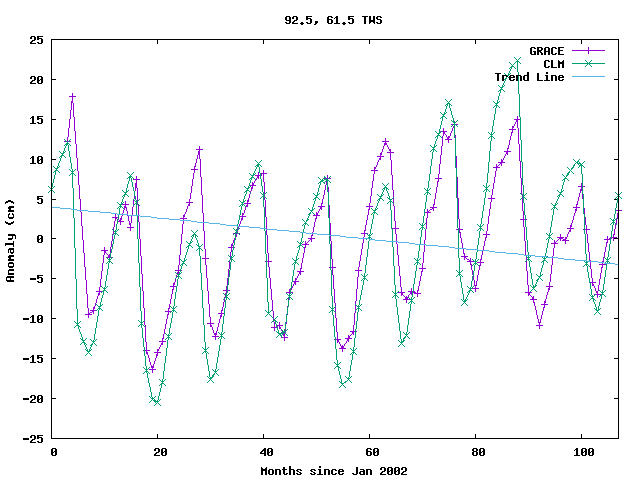 92.5, 61.5 TWS
GRACE
CLM
Trend Line
25
20
15
10
5
0
-5
-10
-15
-20
-25
Anomaly (cm)
0 20 40 60 80 100
Months since Jan 2002